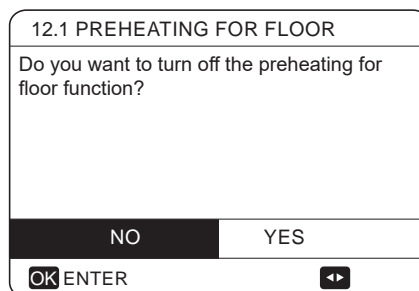 12.1 PREHEATING FOR FLOOR
Do you want to turn off the preheating for
floor function?
NO YES
OK ENTER